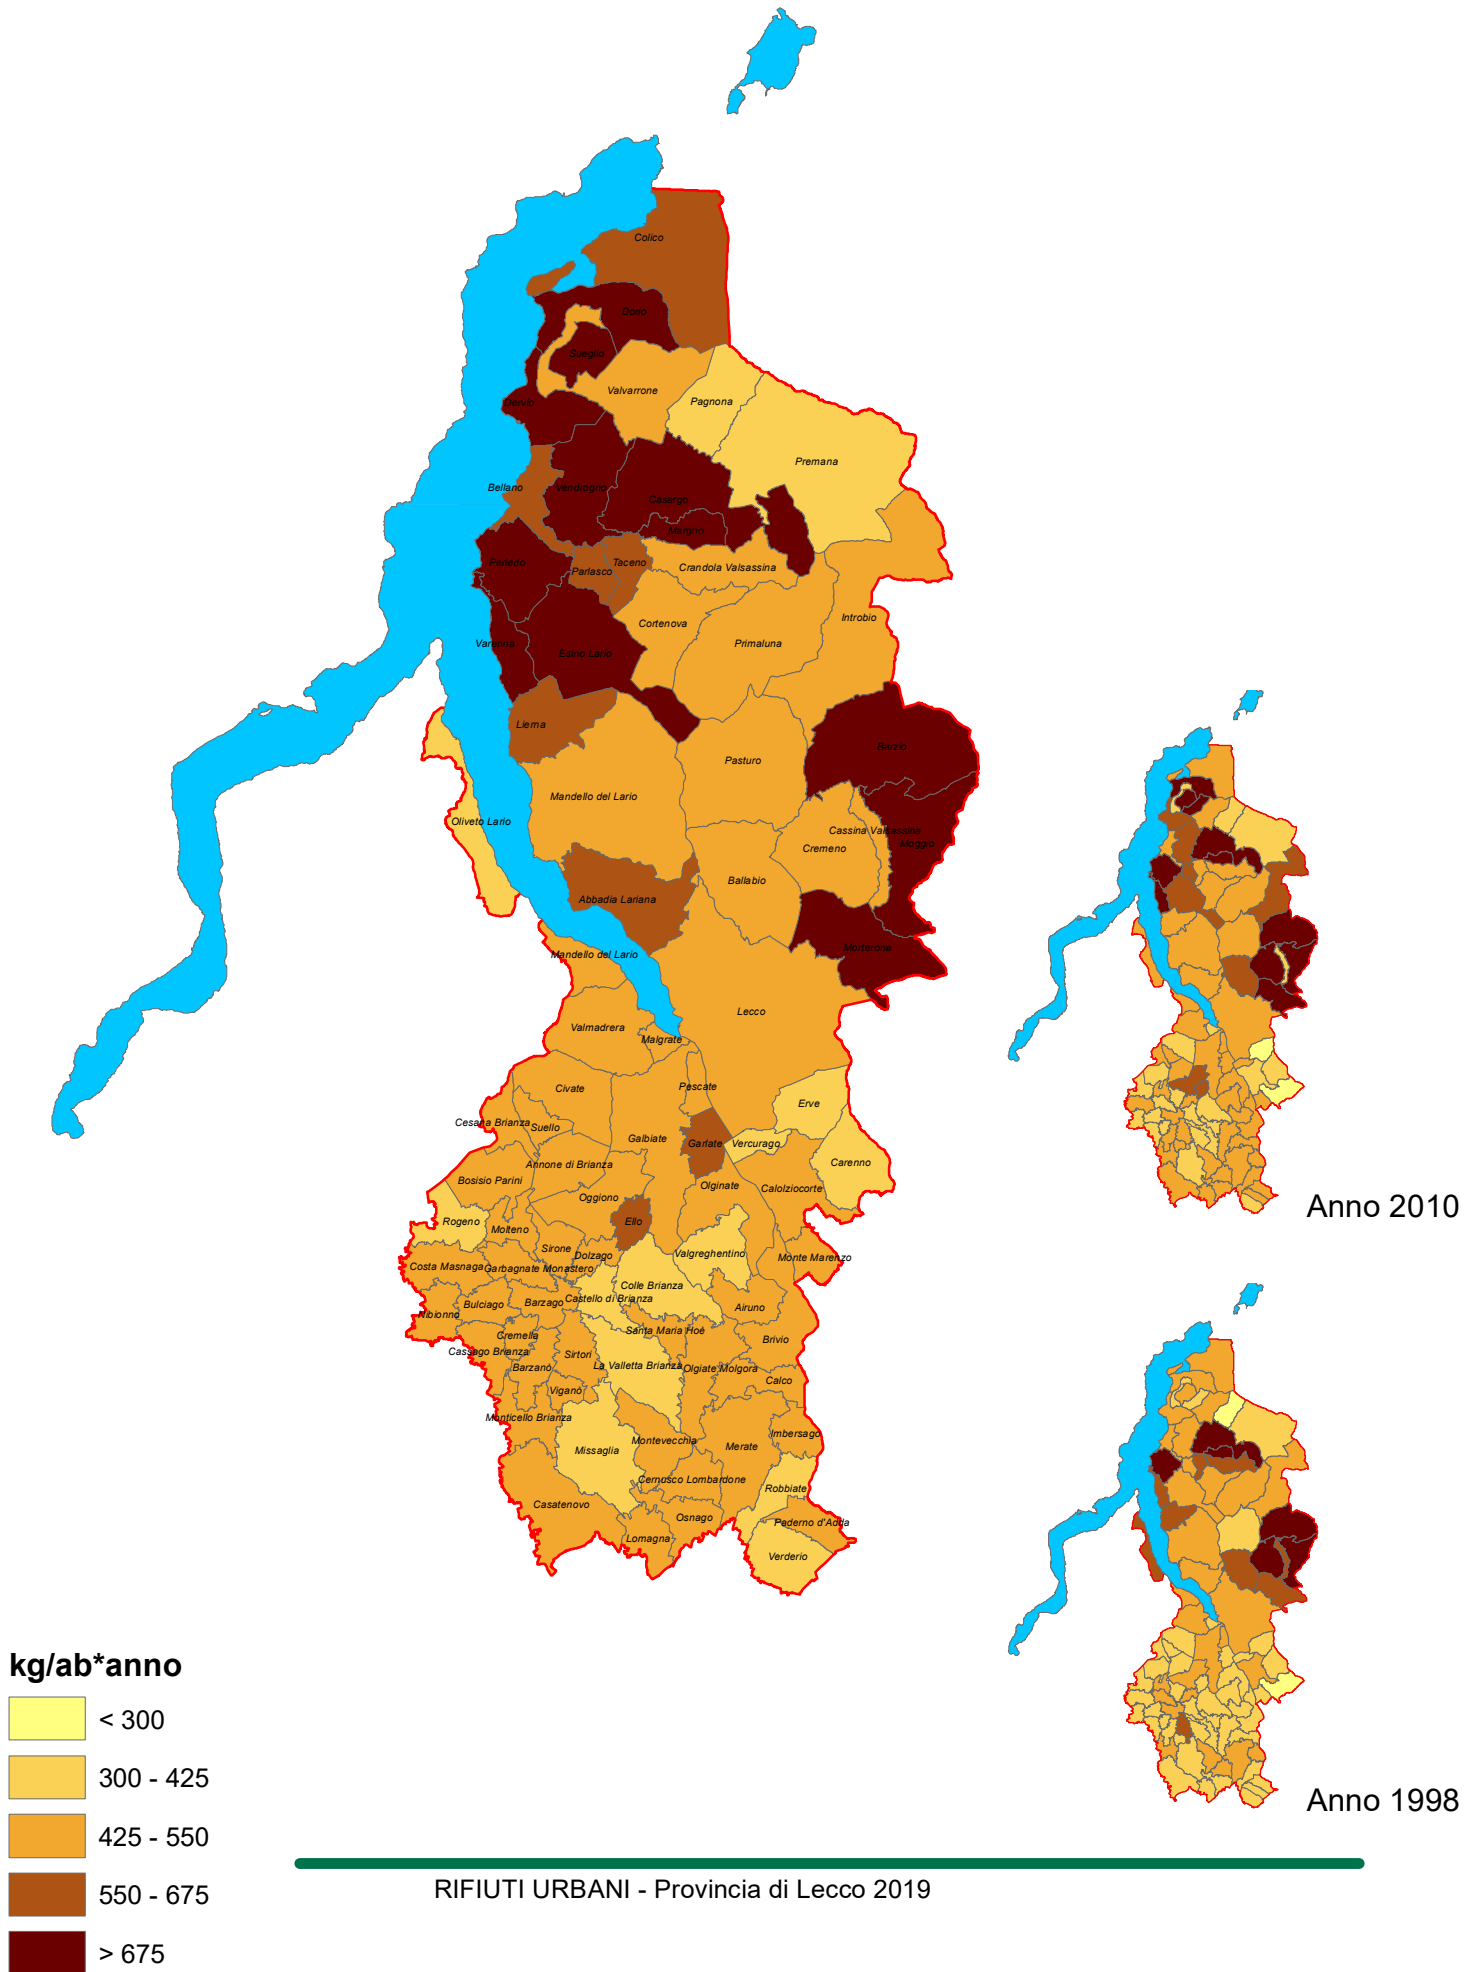 Colico
Dorio
Sueglio
Valvarrone
Dervio
Pagnona
Premana
Bellano
Vendrogno
Casargo
Margno
Perledo
Parlasco
Taceno
Crandola Valsassina
Introbio
Cortenova
Primaluna
Varenna
Esino Lario
Lierna
Barzio
Pasturo
Mandello del Lario
Oliveto Lario
Cassina Valsassina
Moggio
Cremeno
Ballabio
Abbadia Lariana
Morterone
Mandello del Lario
Lecco
Valmadrera
Malgrate
Civate
Pescate
Erve
Cesana Brianza
Suello
Galbiate
Garlate
Vercurago
Annone di Brianza
Carenno
Bosisio Parini
Oggiono
Olginate
Calolziocorte
Rogeno
Molteno
Ello
Sirone
Dolzago
Valgreghentino
Monte Marenzo
Costa Masnaga
Garbagnate Monastero
Colle Brianza
Castello di Brianza
Nibionno
Bulciago
Barzago
Airuno
Cremella
Santa Maria Hoè
Brivio
Cassago Brianza
Barzanò
Sirtori
La Valletta Brianza
Olgiate Molgora
Calco
Viganò
Monticello Brianza
Missaglia
Montevecchia
Merate
Imbersago
Cernusco Lombardone
Robbiate
Casatenovo
Osnago
Paderno d'Adda
Lomagna
Verderio
Anno 2010
Anno 1998
kg/ab*anno
< 300
300 - 425
425 - 550
550 - 675
> 675
RIFIUTI URBANI - Provincia di Lecco 2019